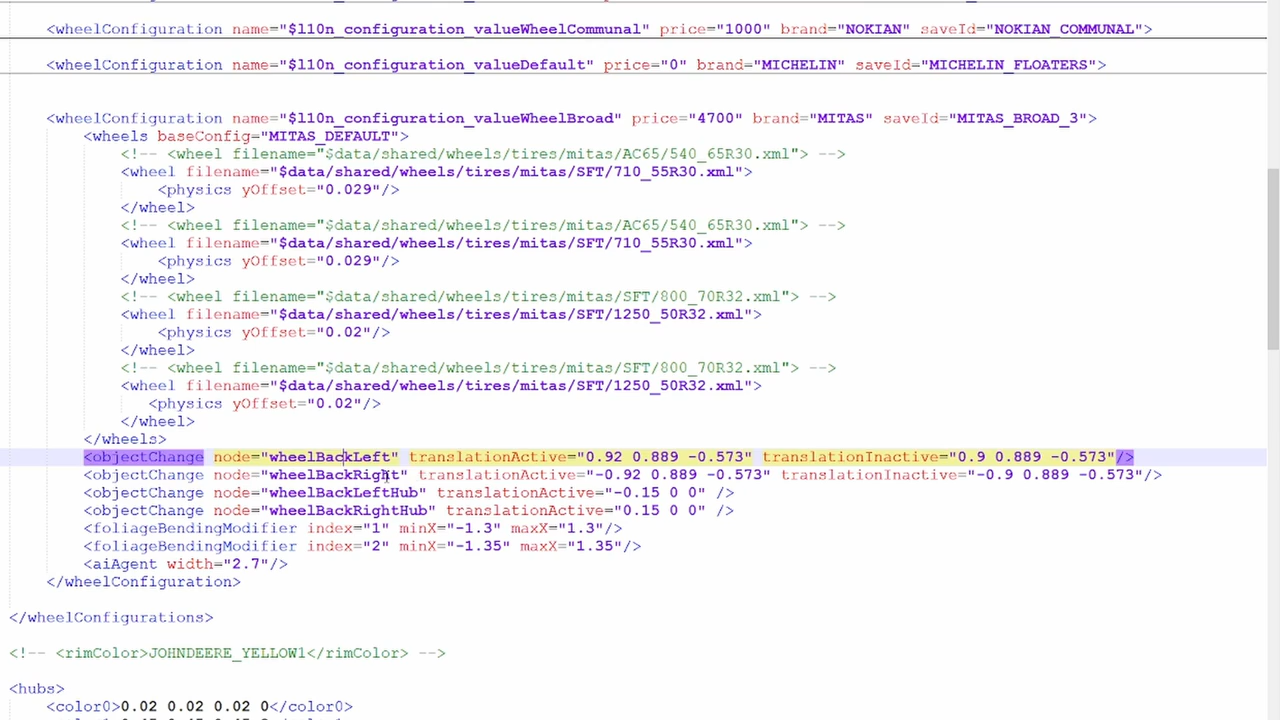 <wheelConfiguration name="$l10n_configuration_valueWheelCommunal" price="1000" brand="NOKIAN" saveId="NOKIAN_COMMUNAL">
<wheelConfiguration name="$l10n_configuration_valueDefault" price="0" brand="MICHELIN" saveId="MICHELIN_FLOATERS">
<wheelConfiguration name="$l10n_configuration_valueWheelBroad" price="4700" brand="MITAS" saveId="MITAS_BROAD_3">
<wheels baseConfig="MITAS_DEFAULT">
<!-- <wheel filename="$data/shared/wheels/tires/mitas/AC65/540_65R30.xml"> -->
<wheel filename="$data/shared/wheels/tires/mitas/SFT/710_55R30.xml">
<physics yOffset="0.029"/>
</wheel>
<!-- <wheel filename="$data/shared/wheels/tires/mitas/AC65/540_65R30.xml"> -->
<wheel filename="$data/shared/wheels/tires/mitas/SFT/710_55R30.xml">
<physics yOffset="0.029"/>
</wheel>
<!-- <wheel filename="$data/shared/wheels/tires/mitas/SFT/800_70R32.xml"> -->
<wheel filename="$data/shared/wheels/tires/mitas/SFT/1250_50R32.xml">
<physics yOffset="0.02"/>
</wheel>
<!-- <wheel filename="$data/shared/wheels/tires/mitas/SFT/800_70R32.xml"> -->
<wheel filename="$data/shared/wheels/tires/mitas/SFT/1250_50R32.xml">
<physics yOffset="0.02"/>
</wheel>
</wheels>
<objectChange node="wheelBackLeft" translationActive="0.92 0.889 -0.573" translationInactive="0.9 0.889 -0.573"/>
<objectChange node="wheelBackRight" translationActive="-0.92 0.889 -0.573" translationInactive="-0.9 0.889 -0.573"/>
<objectChange node="wheelBackLeftHub" translationActive="-0.15 0 0" />
<objectChange node="wheelBackRightHub" translationActive="0.15 0 0" />
<foliageBendingModifier index="1" minX="-1.3" maxX="1.3"/>
<foliageBendingModifier index="2" minX="-1.35" maxX="1.35"/>
<aiAgent width="2.7"/>
</wheelConfiguration>
</wheelConfigurations>
<!-- <rimColor>JOHNDEERE_YELLOW1</rimColor> -->
<hubs>
<color0>0.02 0.02 0.02 0</color0>